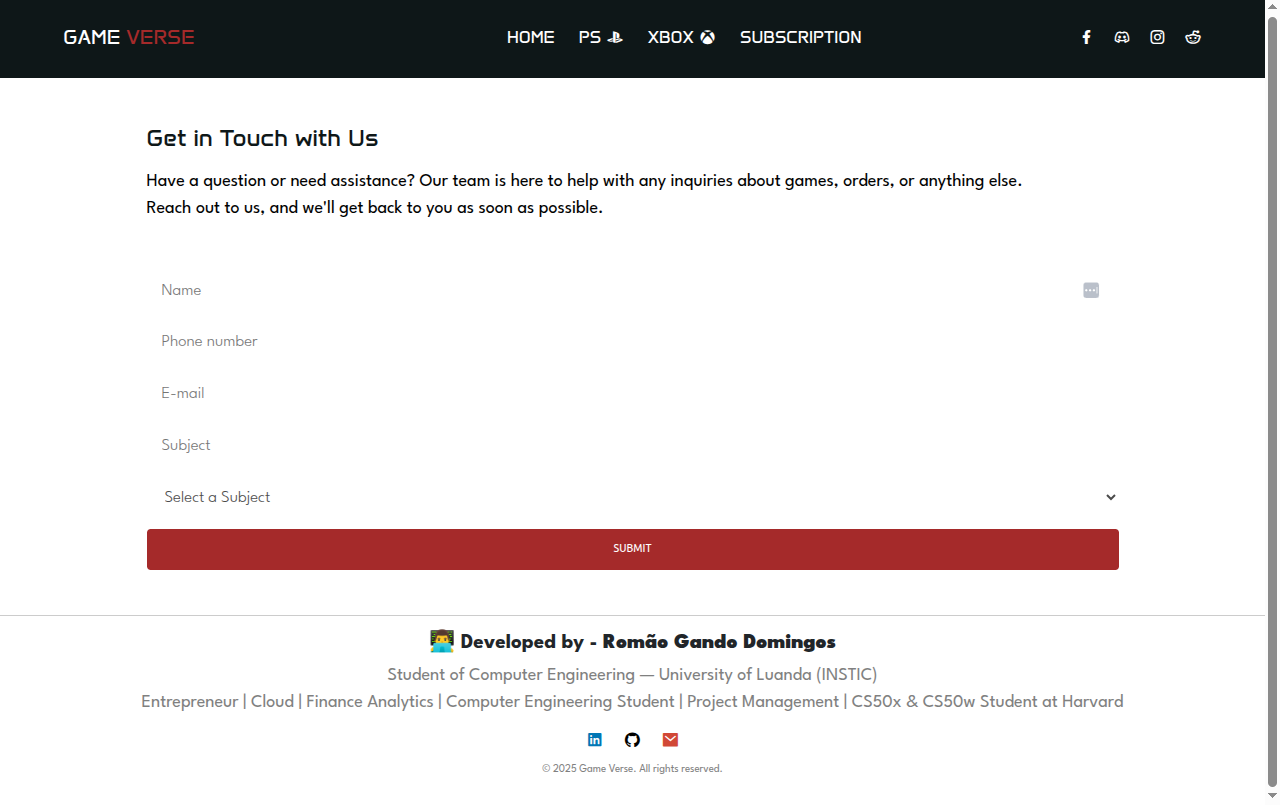 GAME VERSE
HOME PS XBOX SUBSCRIPTION
Get in Touch with Us
Have a question or need assistance? Our team is here to help with any inquiries about games, orders, or anything else.
Reach out to us, and we'll get back to you as soon as possible.
Name
Phone number
E-mail
Subject
Select a Subject
SUBMIT
Developed by - Romão Gando Domingos
Student of Computer Engineering — University of Luanda (INSTIC)
Entrepreneur | Cloud | Finance Analytics | Computer Engineering Student | Project Management | CS50x & CS50w Student at Harvard
© 2025 Game Verse. All rights reserved.